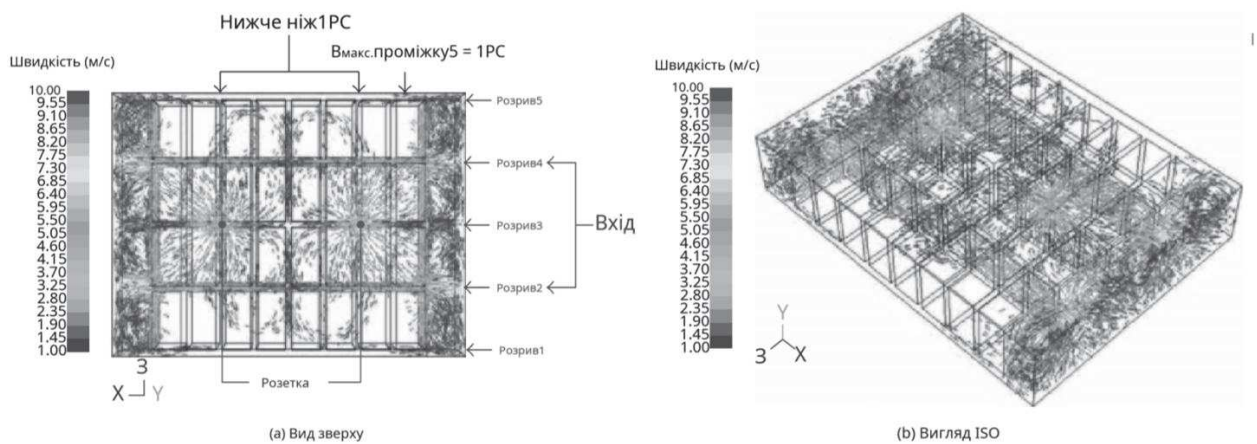 Нижче ніж1PC
Вмакс.проміжку5 = 1PC
Швидкість (м/с)
10.00
9.55
9.10
8.65
8.20
7.75
7.30
6.85
6.40
5.95
5.50
5.05
4.60
4.15
3.70
3.25
2.80
2.35
1.90
1.45
1.00
Розрив5
Розрив4
Розрив3
Вхід
Розрив2
Розрив1
Розетка
З
X Y
(a) Вид зверху
Швидкість (м/с)
10.00
9.55
9.10
8.65
8.20
7.75
7.30
6.85
6.40
5.95
5.50
5.05
4.60
4.15
3.70
3.25
2.80
2.35
1.90
1.45
1.00
Y
З X
(b) Вигляд ISO